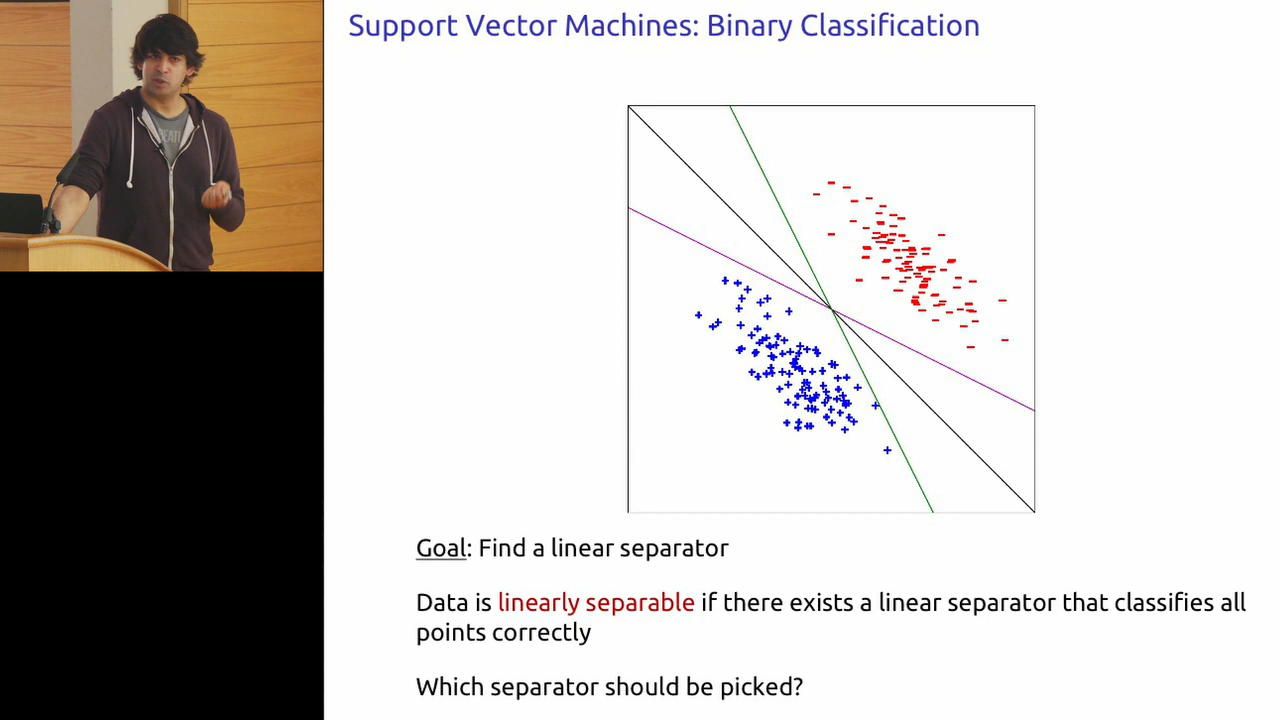 Support Vector Machines: Binary Classification
Goal: Find a linear separator
Data is linearly separable if there exists a linear separator that classifies all
points correctly
Which separator should be picked?